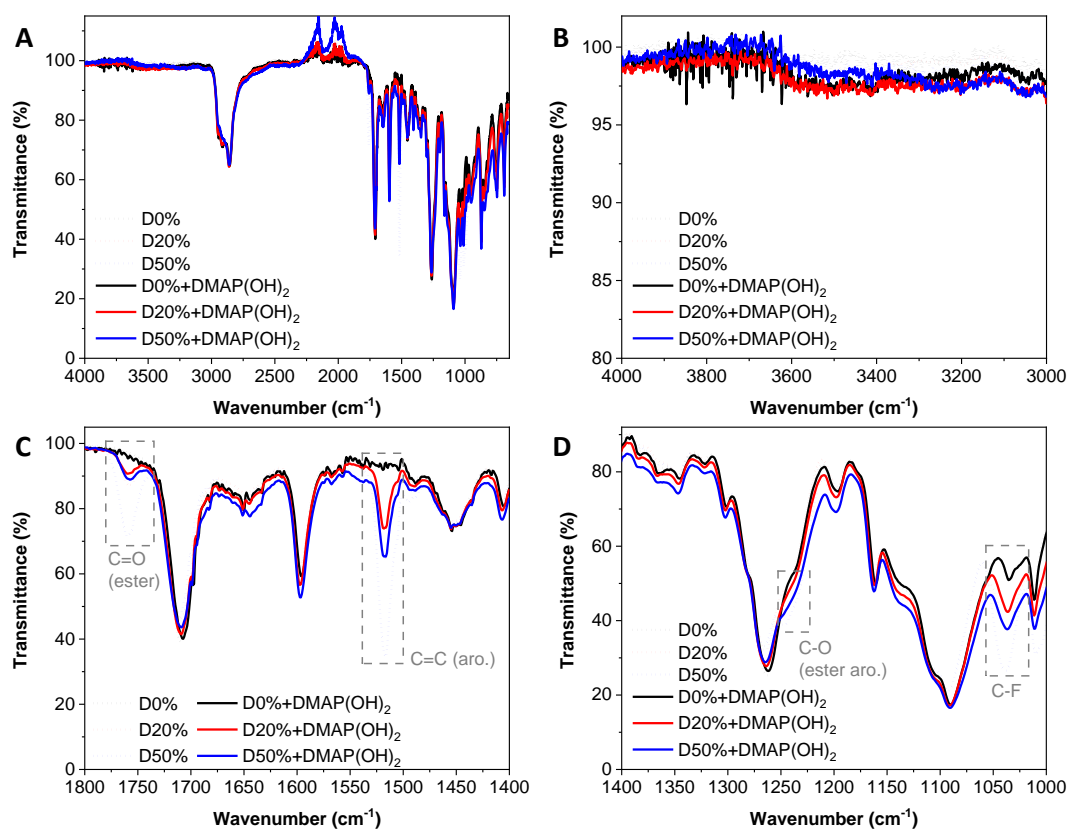 A
Transmittance (%)
100
80
60
40
20
0
D0%
D20%
D50%
D0%+DMAP(OH)2
D20%+DMAP(OH)2
D50%+DMAP(OH)2
4000 3500 3000 2500 2000 1500 1000
Wavenumber (cm-1)
B
Transmittance (%)
100
95
90
85
80
D0%
D20%
D50%
D0%+DMAP(OH)2
D20%+DMAP(OH)2
D50%+DMAP(OH)2
4000 3800 3600 3400 3200 3000
Wavenumber (cm-1)
C
Transmittance (%)
100
80
60
40
20
0
C=O
(ester)
C=C (aro.)
D0% D0%+DMAP(OH)2
D20% D20%+DMAP(OH)2
D50% D50%+DMAP(OH)2
1800 1750 1700 1650 1600 1550 1500 1450 1400
Wavenumber (cm-1)
D
Transmittance (%)
80
60
40
20
0
C-O
(ester aro.)
C-F
D0%
D20%
D50%
D0%+DMAP(OH)2
D20%+DMAP(OH)2
D50%+DMAP(OH)2
1400 1350 1300 1250 1200 1150 1100 1050 1000
Wavenumber (cm-1)